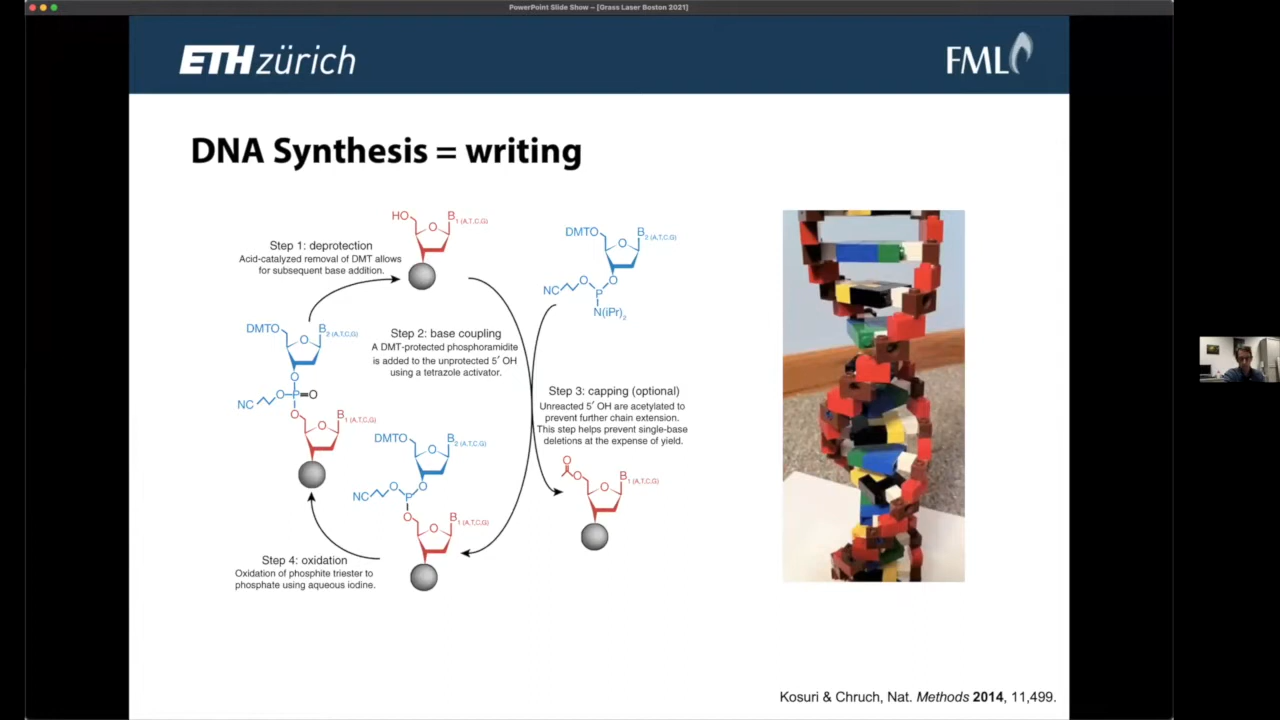 PowerPoint Slide Show – [Grass Laser Boston 2021]
ETH zürich
FML
DNA Synthesis = writing
HO
B1 (A,T,C,G)
Step 1: deprotection
Acid-catalyzed removal of DMT allows
for subsequent base addition.
O
DMTO
B2 (A,T,C,G)
O
NC
O
O
P
N(iPr)2
DMTO
B2 (A,T,C,G)
O
O
NC
O
P
O
O
B1 (A,T,C,G)
O
Step 2: base coupling
A DMT-protected phosphoramidite
is added to the unprotected 5′ OH
using a tetrazole activator.
Step 3: capping (optional)
Unreacted 5′ OH are acetylated to
prevent further chain extension.
This step helps prevent single-base
deletions at the expense of yield.
DMTO
B2 (A,T,C,G)
O
NC
O
O
P
O
B1 (A,T,C,G)
O
O
O
B1 (A,T,C,G)
O
Step 4: oxidation
Oxidation of phosphite triester to
phosphate using aqueous iodine.
Kosuri & Chruch, Nat. Methods 2014, 11,499.